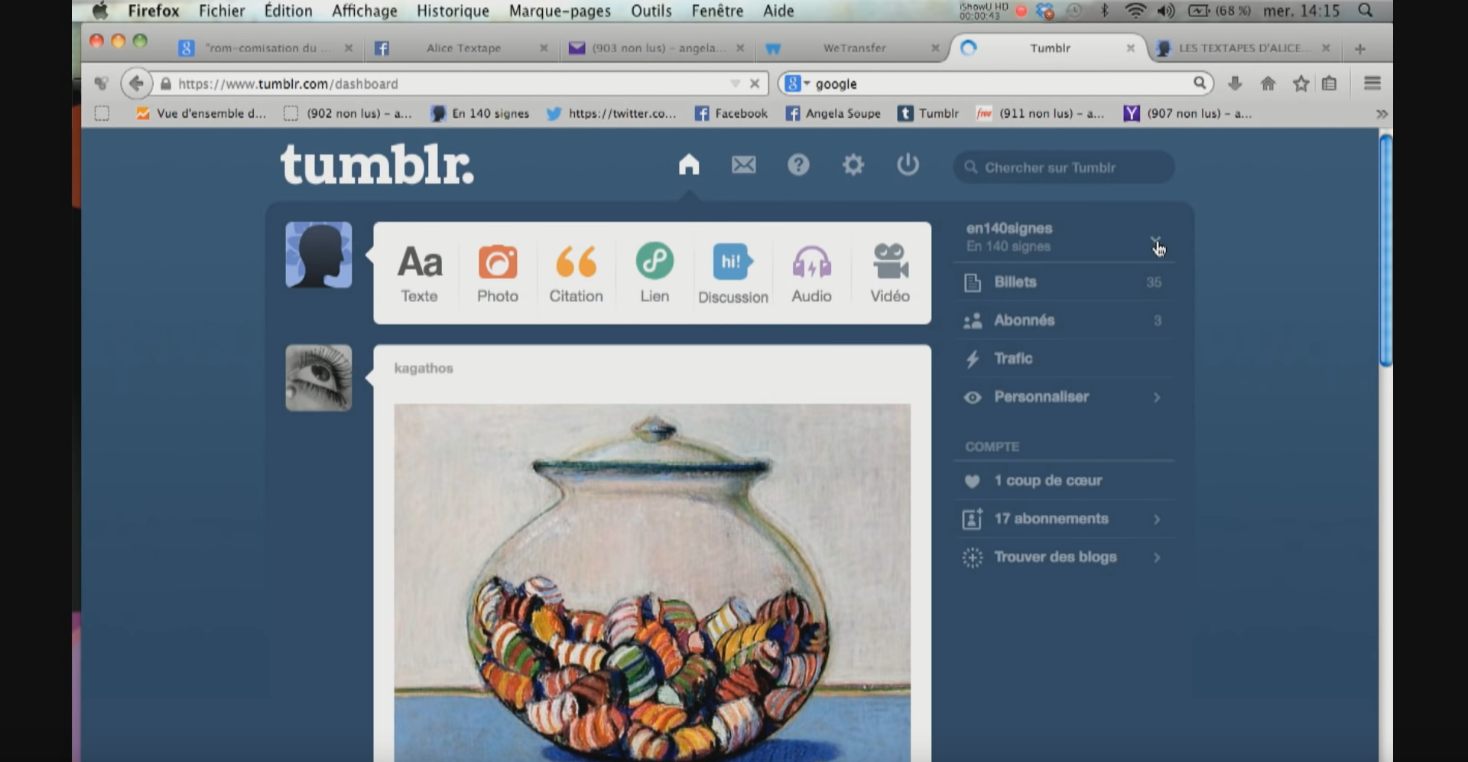 Firefox Fichier Édition Affichage Historique Marque-pages Outils Fenêtre Aide
iShowU HD
00:00:43
(68 %) mer. 14:15
"rom-comisation du ...
Alice Textape
(903 non lus) – angela...
WeTransfer
Tumblr
LES TEXTAPES D'ALICE...
https://www.tumblr.com/dashboard
google
Vue d'ensemble d... (902 non lus) – a... En 140 signes https://twitter.co... Facebook Angela Soupe Tumblr free (911 non lus) – a... (907 non lus) – a...
tumblr.
Chercher sur Tumblr
Aa
hi!
Texte Photo Citation Lien Discussion Audio Vidéo
en140signes
En 140 signes
Billets 35
Abonnés 3
Trafic
Personnaliser
COMPTE
1 coup de cœur
17 abonnements
Trouver des blogs
kagathos